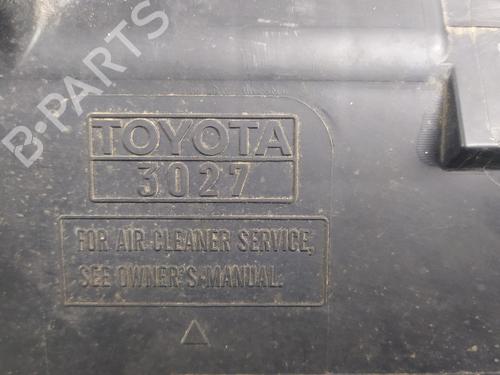 B-PARTS
TOYOTA
3027
FOR AIR CLEANER SERVICE,
SEE OWNER'S MANUAL.